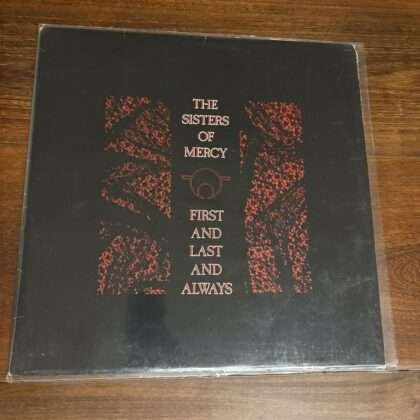 THE
SISTERS
OF
MERCY
FIRST
AND
LAST
AND
ALWAYS